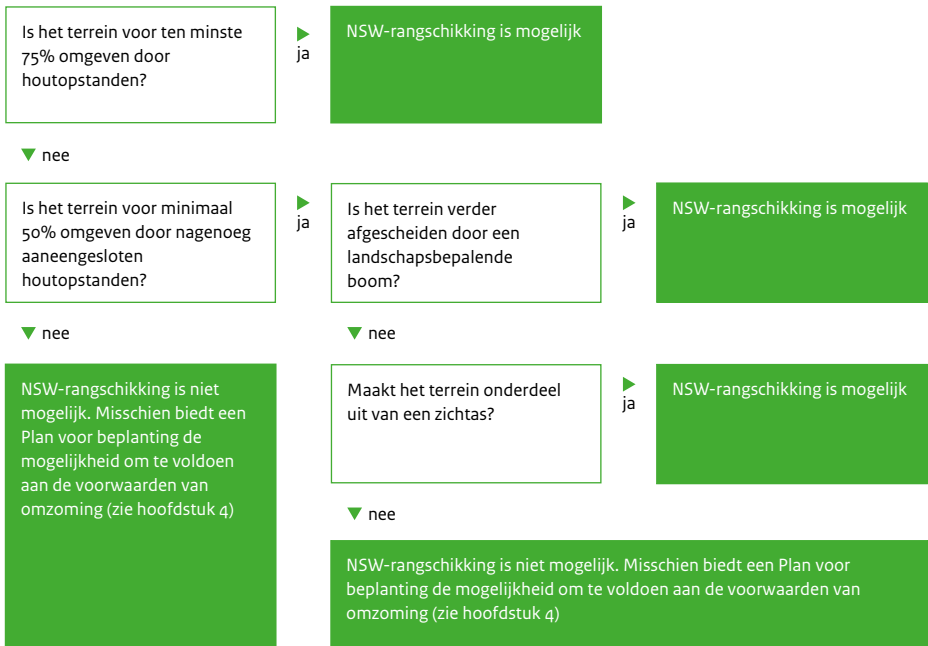 Is het terrein voor ten minste
75% omgeven door
houtopstanden?
ja
NSW-rangschikking is mogelijk
nee
Is het terrein voor minimaal
50% omgeven door nagenoeg
aaneengesloten
houtopstanden?
ja
Is het terrein verder
afgescheiden door een
landschapsbepalende
boom?
ja
NSW-rangschikking is mogelijk
nee
nee
NSW-rangschikking is niet
mogelijk. Misschien biedt een
Plan voor beplanting de
mogelijkheid om te voldoen
aan de voorwaarden van
omzoming (zie hoofdstuk 4)
Maakt het terrein onderdeel
uit van een zichtas?
ja
NSW-rangschikking is mogelijk
nee
NSW-rangschikking is niet mogelijk. Misschien biedt een Plan voor
beplanting de mogelijkheid om te voldoen aan de voorwaarden van
omzoming (zie hoofdstuk 4)